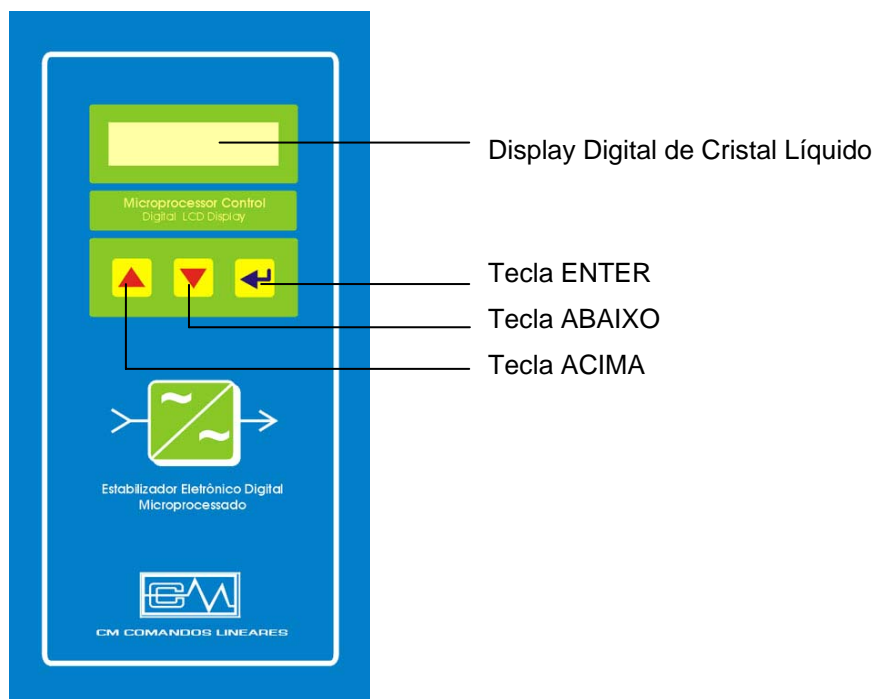 Display Digital de Cristal Líquido
Microprocessor Control
Digital LCD Display
Tecla ENTER
Tecla ABAIXO
Tecla ACIMA
Estabilizador Eletrônico Digital
Microprocessado
CM
CM COMANDOS LINEARES